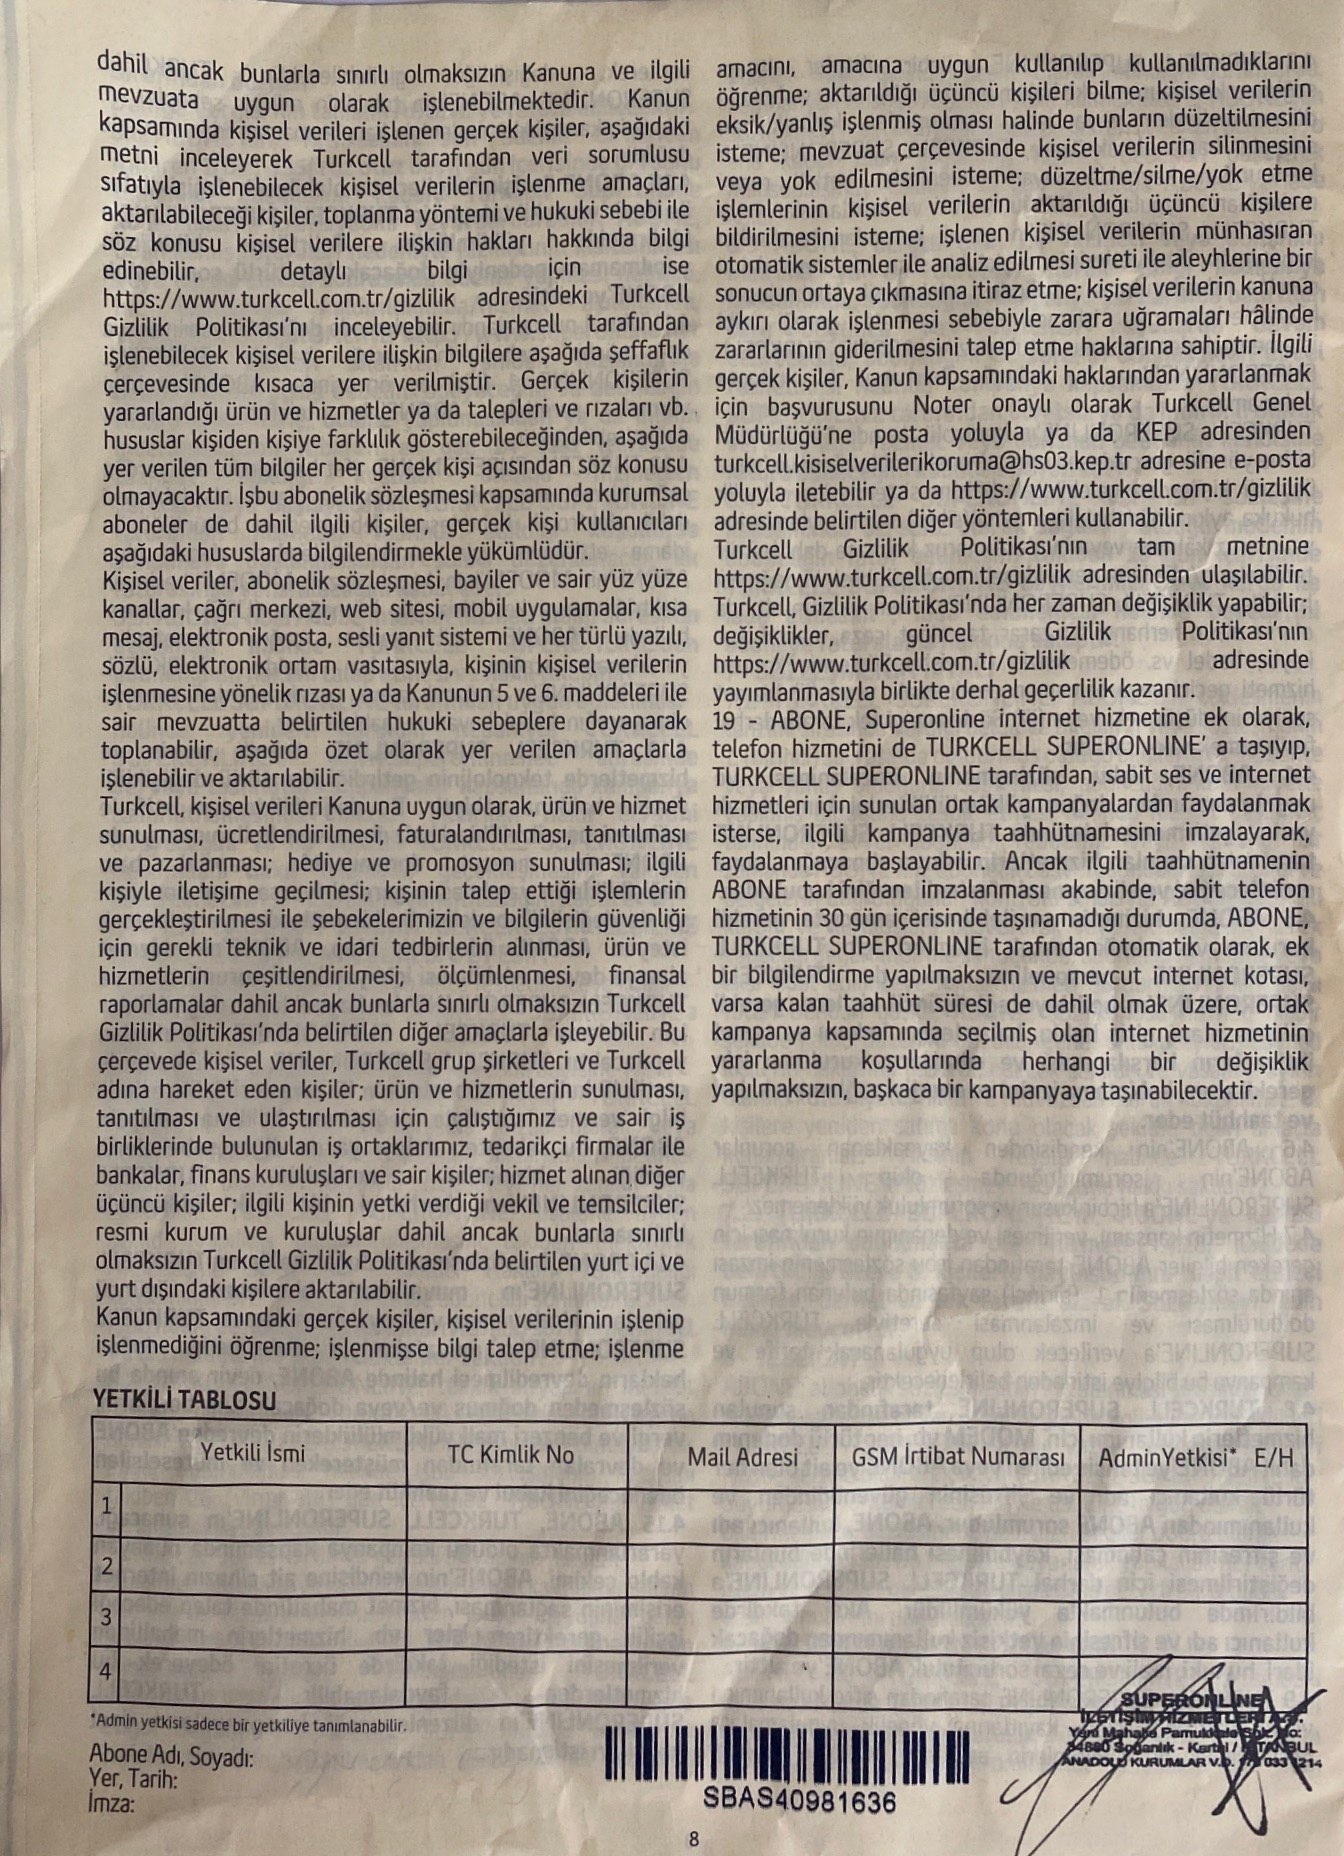 dahil ancak bunlarla sınırlı olmaksızın Kanuna ve ilgili
mevzuata uygun olarak işlenebilmektedir. Kanun
kapsamında kişisel verileri işlenen gerçek kişiler, aşağıdaki
metni inceleyerek Turkcell tarafından veri sorumlusu
sıfatıyla işlenebilecek kişisel verilerin işlenme amaçları,
aktarılabileceği kişiler, toplanma yöntemi ve hukuki sebebi ile
söz konusu kişisel verilere ilişkin hakları hakkında bilgi
edinebilir, detaylı bilgi için ise
https://www.turkcell.com.tr/gizlilik adresindeki Turkcell
Gizlilik Politikası'nı inceleyebilir. Turkcell tarafından
işlenebilecek kişisel verilere ilişkin bilgilere aşağıda şeffaflık
çerçevesinde kısaca yer verilmiştir. Gerçek kişilerin
yararlandığı ürün ve hizmetler ya da talepleri ve rızaları vb.
hususlar kişiden kişiye farklılık gösterebileceğinden, aşağıda
yer verilen tüm bilgiler her gerçek kişi açısından söz konusu
olmayacaktır. İşbu abonelik sözleşmesi kapsamında kurumsal
aboneler de dahil ilgili kişiler, gerçek kişi kullanıcıları
aşağıdaki hususlarda bilgilendirmekle yükümlüdür.
Kişisel veriler, abonelik sözleşmesi, bayiler ve sair yüz yüze
kanallar, çağrı merkezi, web sitesi, mobil uygulamalar, kısa
mesaj, elektronik posta, sesli yanıt sistemi ve her türlü yazılı,
sözlü, elektronik ortam vasıtasıyla, kişinin kişisel verilerin
işlenmesine yönelik rızası ya da Kanunun 5 ve 6. maddeleri ile
sair mevzuatta belirtilen hukuki sebeplere dayanarak
toplanabilir, aşağıda özet olarak yer verilen amaçlarla
işlenebilir ve aktarılabilir.
Turkcell, kişisel verileri Kanuna uygun olarak, ürün ve hizmet
sunulması, ücretlendirilmesi, faturalandırılması, tanıtılması
ve pazarlanması; hediye ve promosyon sunulması; ilgili
kişiyle iletişime geçilmesi; kişinin talep ettiği işlemlerin
gerçekleştirilmesi ile şebekelerimizin ve bilgilerin güvenliği
için gerekli teknik ve idari tedbirlerin alınması, ürün ve
hizmetlerin çeşitlendirilmesi, ölçümlenmesi, finansal
raporlamalar dahil ancak bunlarla sınırlı olmaksızın Turkcell
Gizlilik Politikası'nda belirtilen diğer amaçlarla işleyebilir. Bu
çerçevede kişisel veriler, Turkcell grup şirketleri ve Turkcell
adına hareket eden kişiler; ürün ve hizmetlerin sunulması,
tanıtılması ve ulaştırılması için çalıştığımız ve sair iş
birliklerinde bulunulan iş ortaklarımız, tedarikçi firmalar ile
bankalar, finans kuruluşları ve sair kişiler; hizmet alınan diğer
üçüncü kişiler; ilgili kişinin yetki verdiği vekil ve temsilciler;
resmi kurum ve kuruluşlar dahil ancak bunlarla sınırlı
olmaksızın Turkcell Gizlilik Politikası'nda belirtilen yurt içi ve
yurt dışındaki kişilere aktarılabilir.
Kanun kapsamındaki gerçek kişiler, kişisel verilerinin işlenip
işlenmediğini öğrenme; işlenmişse bilgi talep etme; işlenme
amacını, amacına uygun kullanılıp kullanılmadıklarını
öğrenme; aktarıldığı üçüncü kişileri bilme; kişisel verilerin
eksik/yanlış işlenmiş olması halinde bunların düzeltilmesini
isteme; mevzuat çerçevesinde kişisel verilerin silinmesini
veya yok edilmesini isteme; düzeltme/silme/yok etme
işlemlerinin kişisel verilerin aktarıldığı üçüncü kişilere
bildirilmesini isteme; işlenen kişisel verilerin münhasıran
otomatik sistemler ile analiz edilmesi sureti ile aleyhlerine bir
sonucun ortaya çıkmasına itiraz etme; kişisel verilerin kanuna
aykırı olarak işlenmesi sebebiyle zarara uğramaları hâlinde
zararlarının giderilmesini talep etme haklarına sahiptir. İlgili
gerçek kişiler, Kanun kapsamındaki haklarından yararlanmak
için başvurusunu Noter onaylı olarak Turkcell Genel
Müdürlüğü'ne posta yoluyla ya da KEP adresinden
turkcell.kisiselverilerikoruma@hs03.kep.tr adresine e-posta
yoluyla iletebilir ya da https://www.turkcell.com.tr/gizlilik
adresinde belirtilen diğer yöntemleri kullanabilir.
Turkcell Gizlilik Politikası'nın tam metnine
https://www.turkcell.com.tr/gizlilik adresinden ulaşılabilir.
Turkcell, Gizlilik Politikası'nda her zaman değişiklik yapabilir;
değişiklikler, güncel Gizlilik Politikası'nın
https://www.turkcell.com.tr/gizlilik adresinde
yayımlanmasıyla birlikte derhal geçerlilik kazanır.
19 - ABONE, Superonline internet hizmetine ek olarak,
telefon hizmetini de TURKCELL SUPERONLINE' a taşıyıp,
TURKCELL SUPERONLINE tarafından, sabit ses ve internet
hizmetleri için sunulan ortak kampanyalardan faydalanmak
isterse, ilgili kampanya taahhütnamesini imzalayarak,
faydalanmaya başlayabilir. Ancak ilgili taahhütnamenin
ABONE tarafından imzalanması akabinde, sabit telefon
hizmetinin 30 gün içerisinde taşınamadığı durumda, ABONE,
TURKCELL SUPERONLINE tarafından otomatik olarak, ek
bir bilgilendirme yapılmaksızın ve mevcut internet kotası,
varsa kalan taahhüt süresi de dahil olmak üzere, ortak
kampanya kapsamında seçilmiş olan internet hizmetinin
yararlanma koşullarında herhangi bir değişiklik
yapılmaksızın, başkaca bir kampanyaya taşınabilecektir.
YETKİLİ TABLOSU
Yetkili İsmi TC Kimlik No Mail Adresi GSM İrtibat Numarası AdminYetkisi* E/H
1
2
3
4
*Admin yetkisi sadece bir yetkiliye tanımlanabilir.
Abone Adı, Soyadı:
Yer, Tarih:
İmza:
SBAS40981636
SUPERONLINE
İLETİŞİM HİZMETLERİ A.Ş.
Yeni Mahalle Pamukkale Sok. No:
34880 Soğanlık - Kartal / İSTANBUL
ANADOLU KURUMLAR V.D.
8